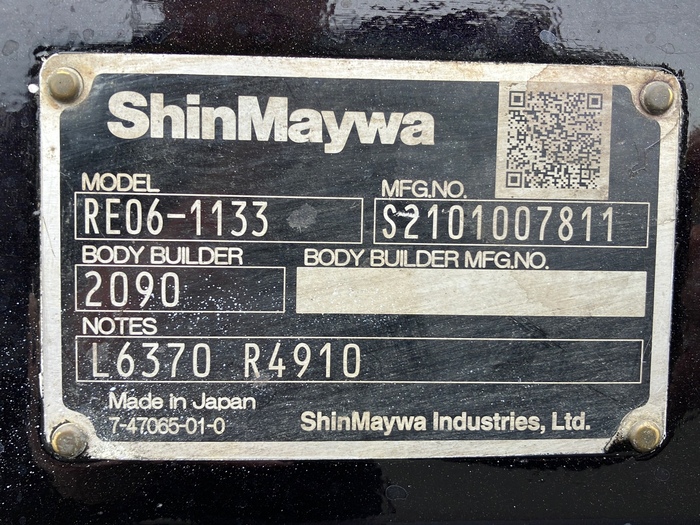 ShinMaywa
MODEL
MFG.NO.
RE06-1133
S2101007811
BODY BUILDER
BODY BUILDER MFG.NO.
2090
NOTES
L6370 R4910
Made in Japan
7-47065-01-0
ShinMaywa Industries, Ltd.